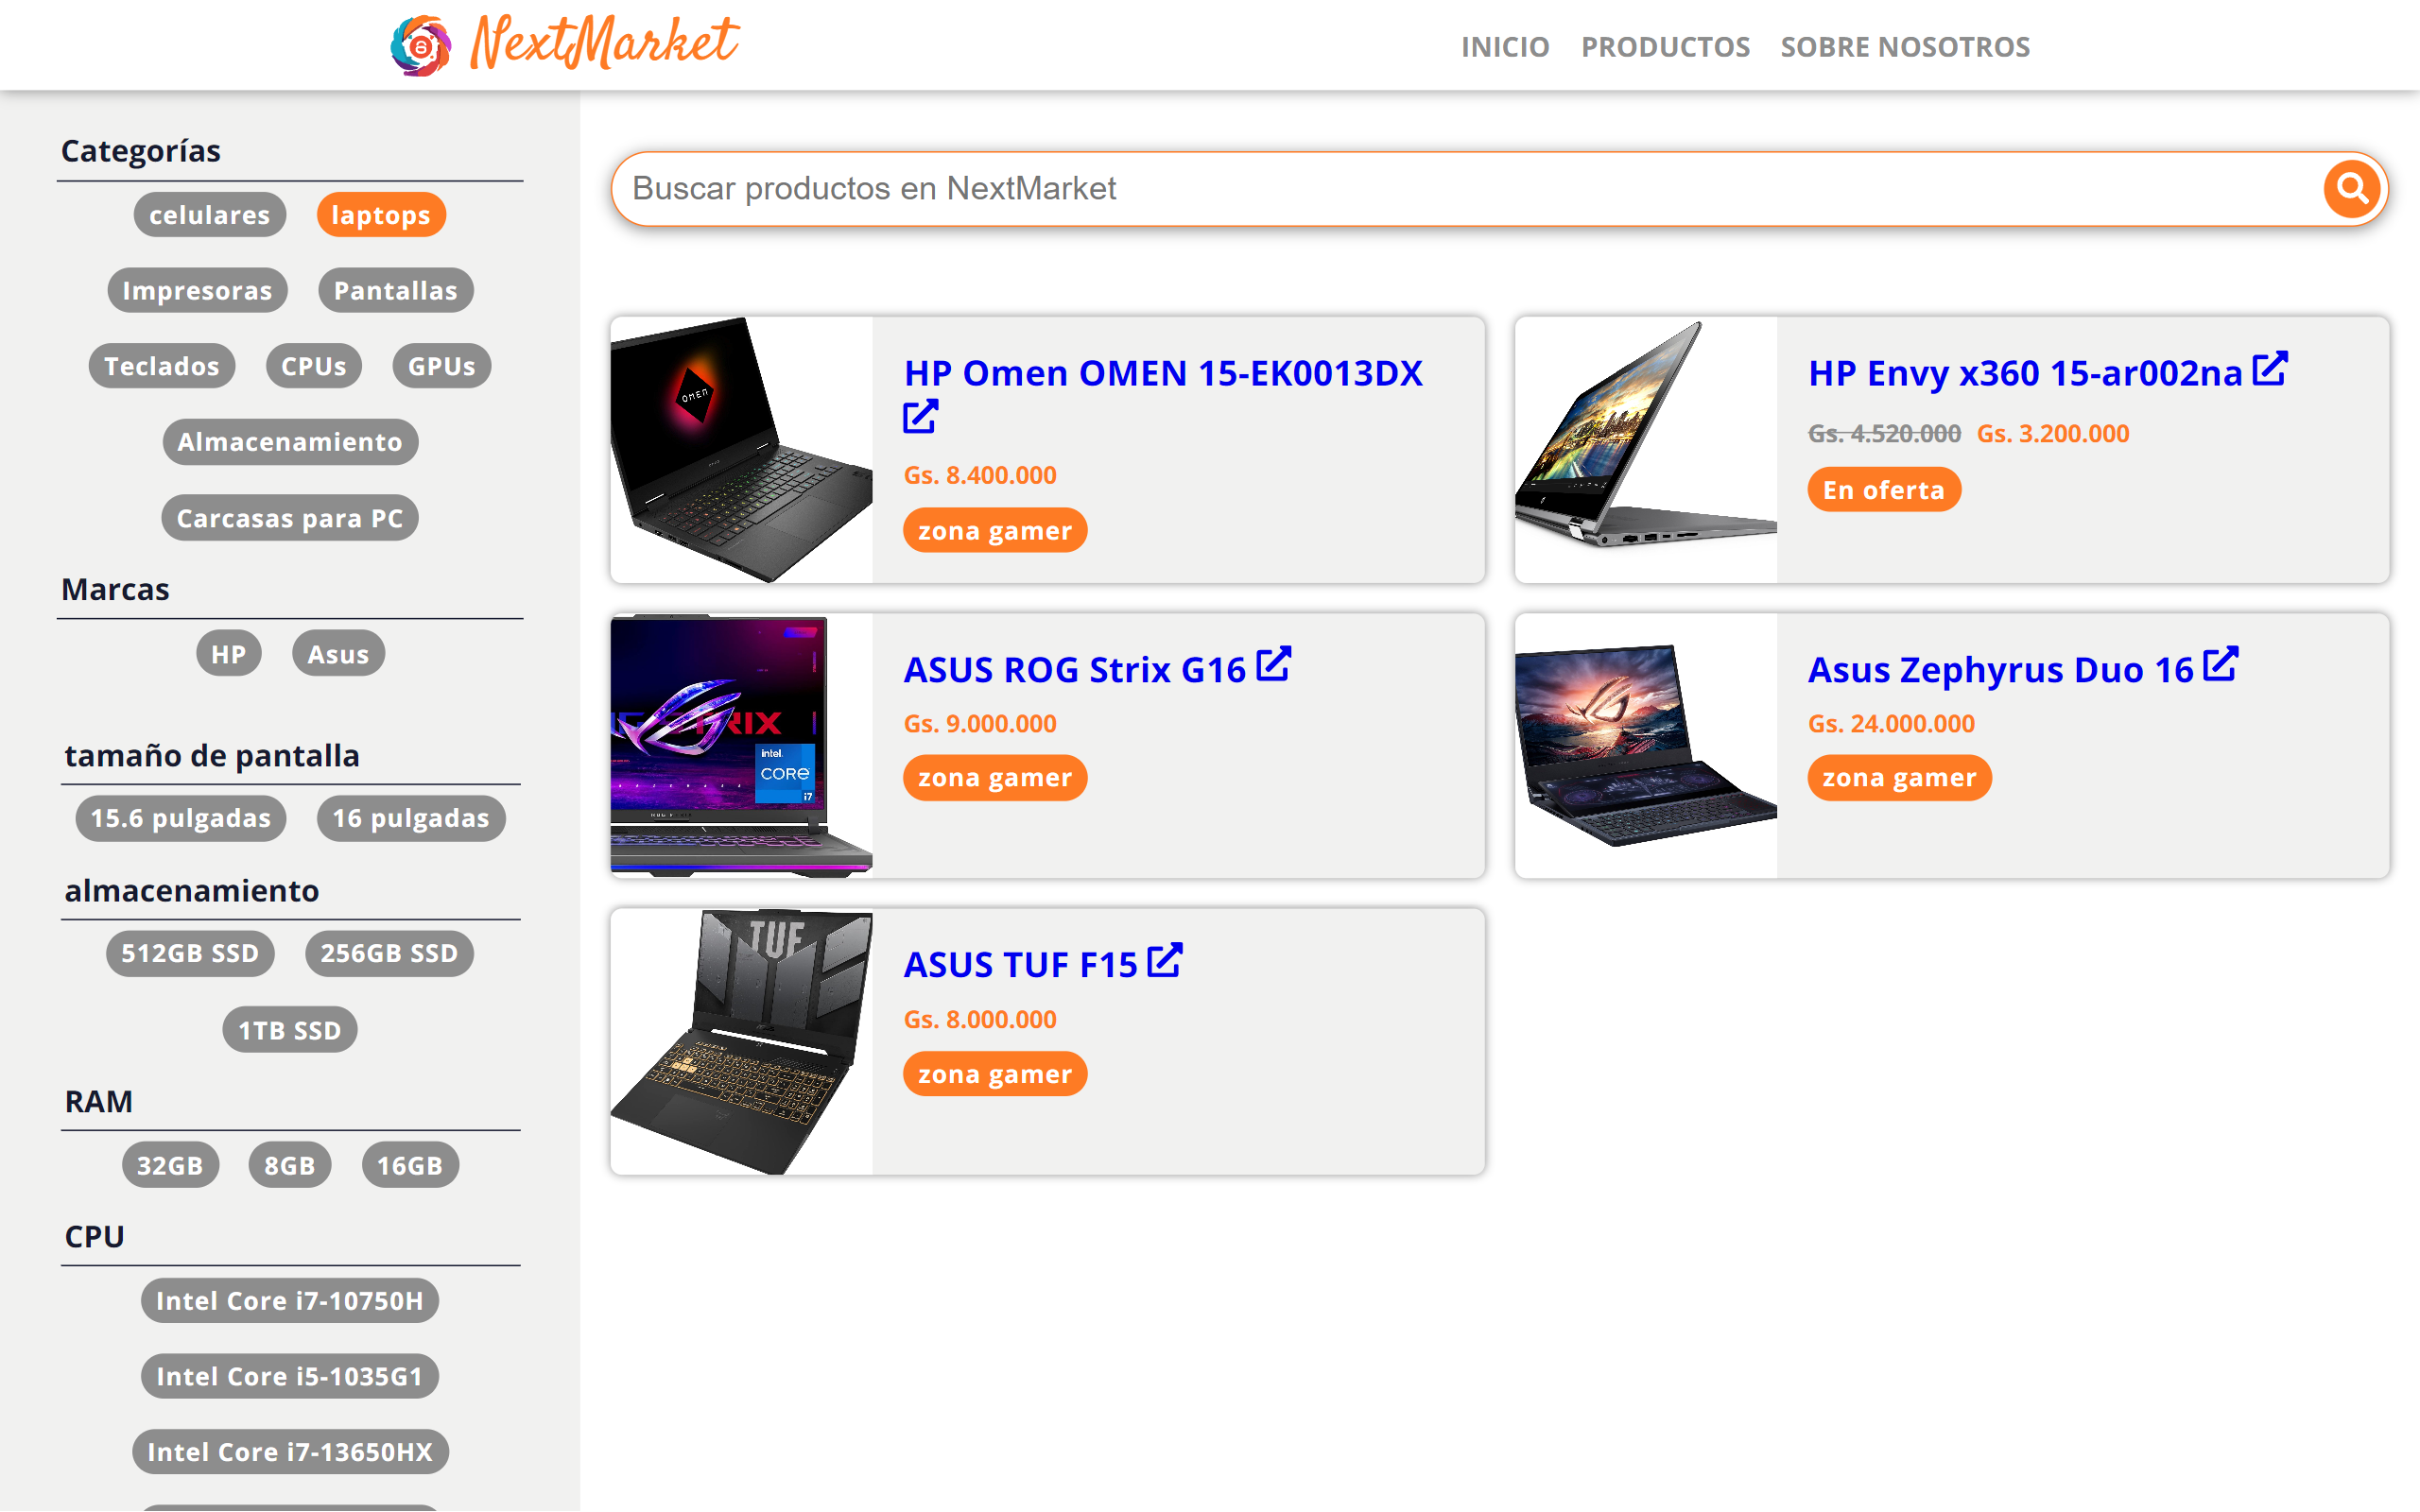 NextMarket
INICIO PRODUCTOS SOBRE NOSOTROS
Categorías
celulares laptops
Impresoras Pantallas
Teclados CPUs GPUs
Almacenamiento
Carcasas para PC
Marcas
HP Asus
tamaño de pantalla
15.6 pulgadas 16 pulgadas
almacenamiento
512GB SSD 256GB SSD
1TB SSD
RAM
32GB 8GB 16GB
CPU
Intel Core i7-10750H
Intel Core i5-1035G1
Intel Core i7-13650HX
Buscar productos en NextMarket
OMEN
HP Omen OMEN 15-EK0013DX
Gs. 8.400.000
zona gamer
HP Envy x360 15-ar002na
Gs. 4.520.000 Gs. 3.200.000
En oferta
intel.
CORE
i7
ASUS ROG Strix G16
Gs. 9.000.000
zona gamer
Asus Zephyrus Duo 16
Gs. 24.000.000
zona gamer
TUF
ASUS TUF F15
Gs. 8.000.000
zona gamer